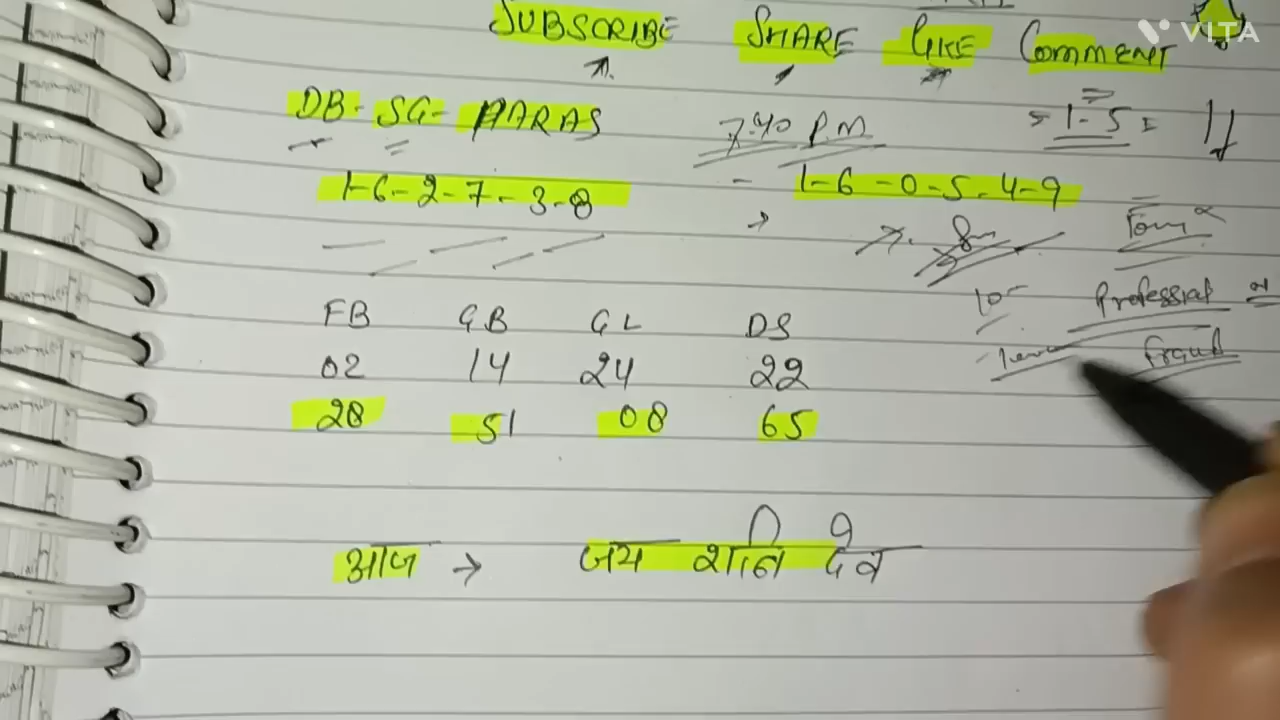 VITA
SUBSCRIBE SHARE LIKE COMMENT
DB - SG - PARAS 7.40 P.M = 1-5 =
1-6-2-7-3-8 - 1-6-0-5-4-9
FB GB GL DS
02 14 24 22
28 51 08 65
Fraud
आज → जय शनि देव